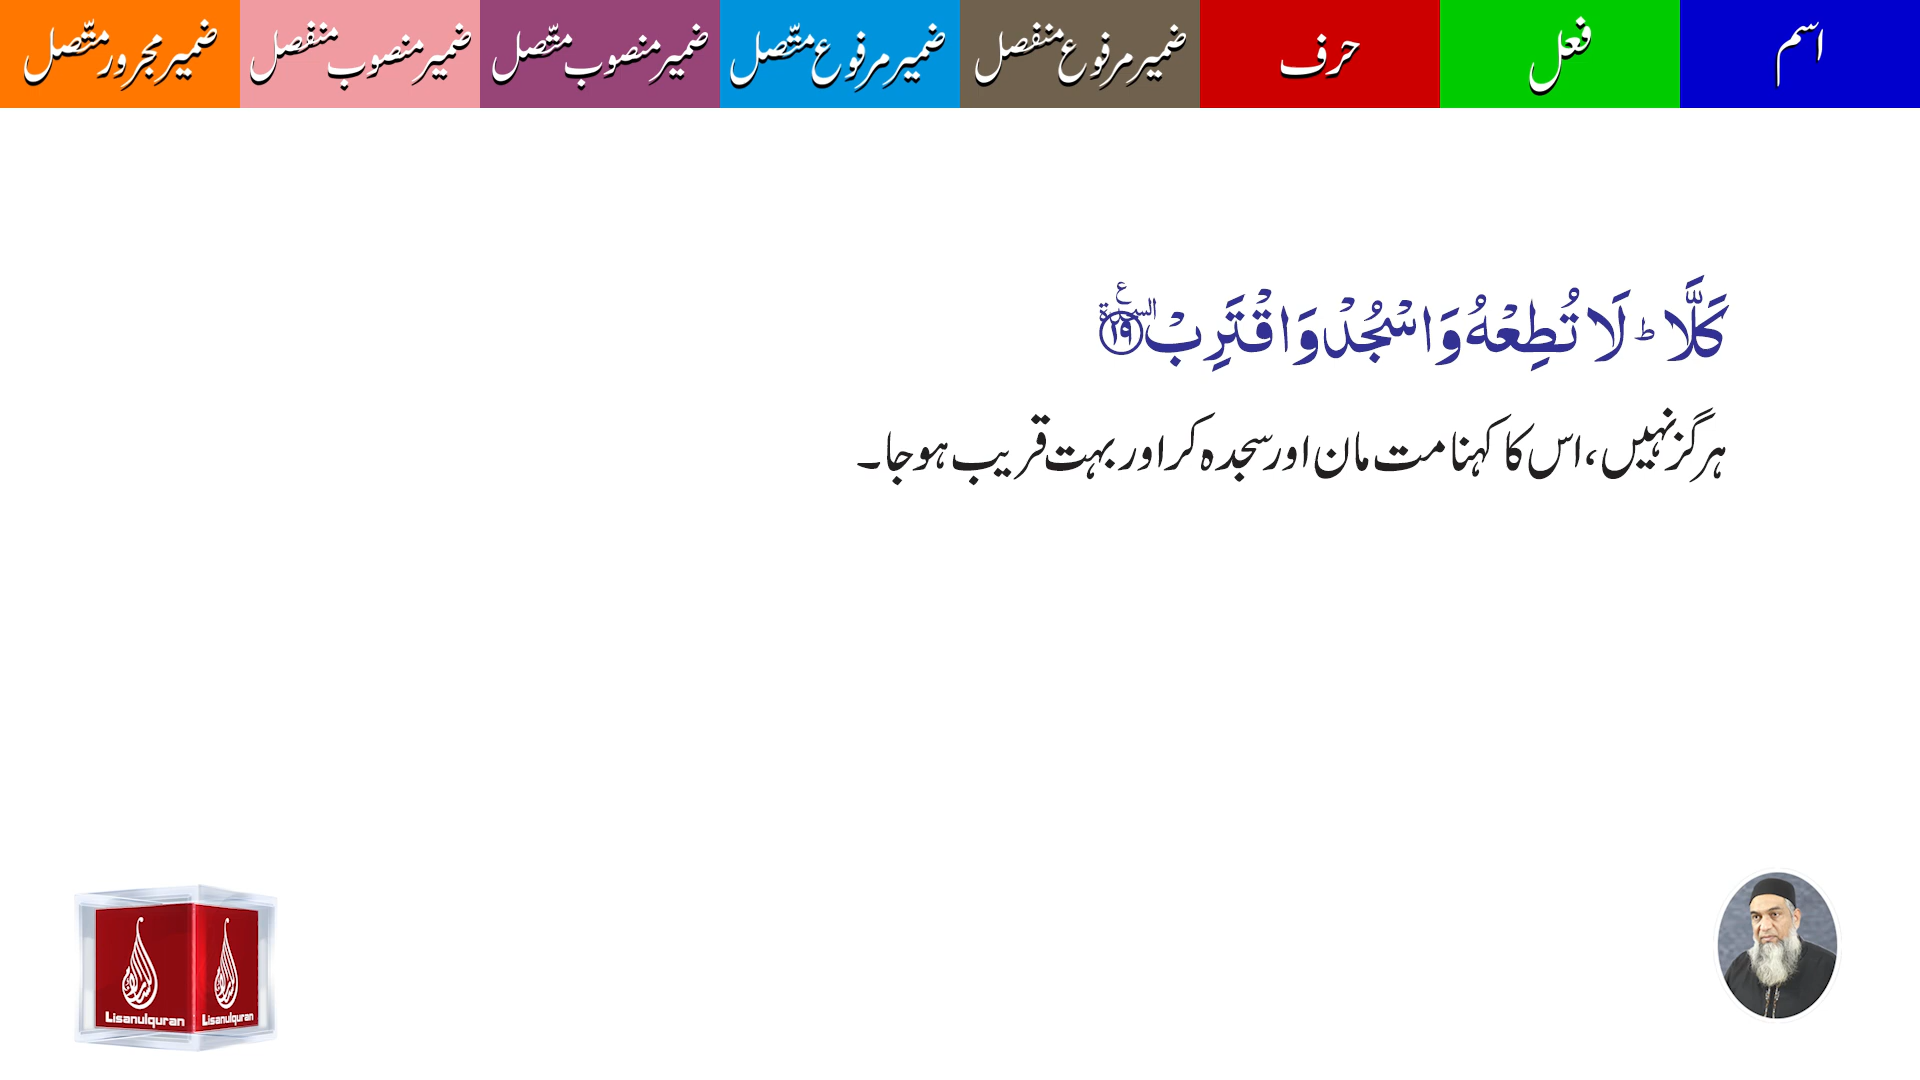 اسم فعل حرف ضمیر مرفوع منفصل ضمیر مرفوع متّصل ضمیر منصوب متّصل ضمیر منصوب منفصل ضمیر مجرور متّصل
كَلَّا ؕ لَا تُطِعْهُ وَاسْجُدْ وَاقْتَرِبْ ۩ ﴿۱۹﴾ السجدة ع
ہرگز نہیں، اس کا کہنا مت مان اور سجدہ کر اور بہت قریب ہو جا۔
Lisanulquran Lisanulquran